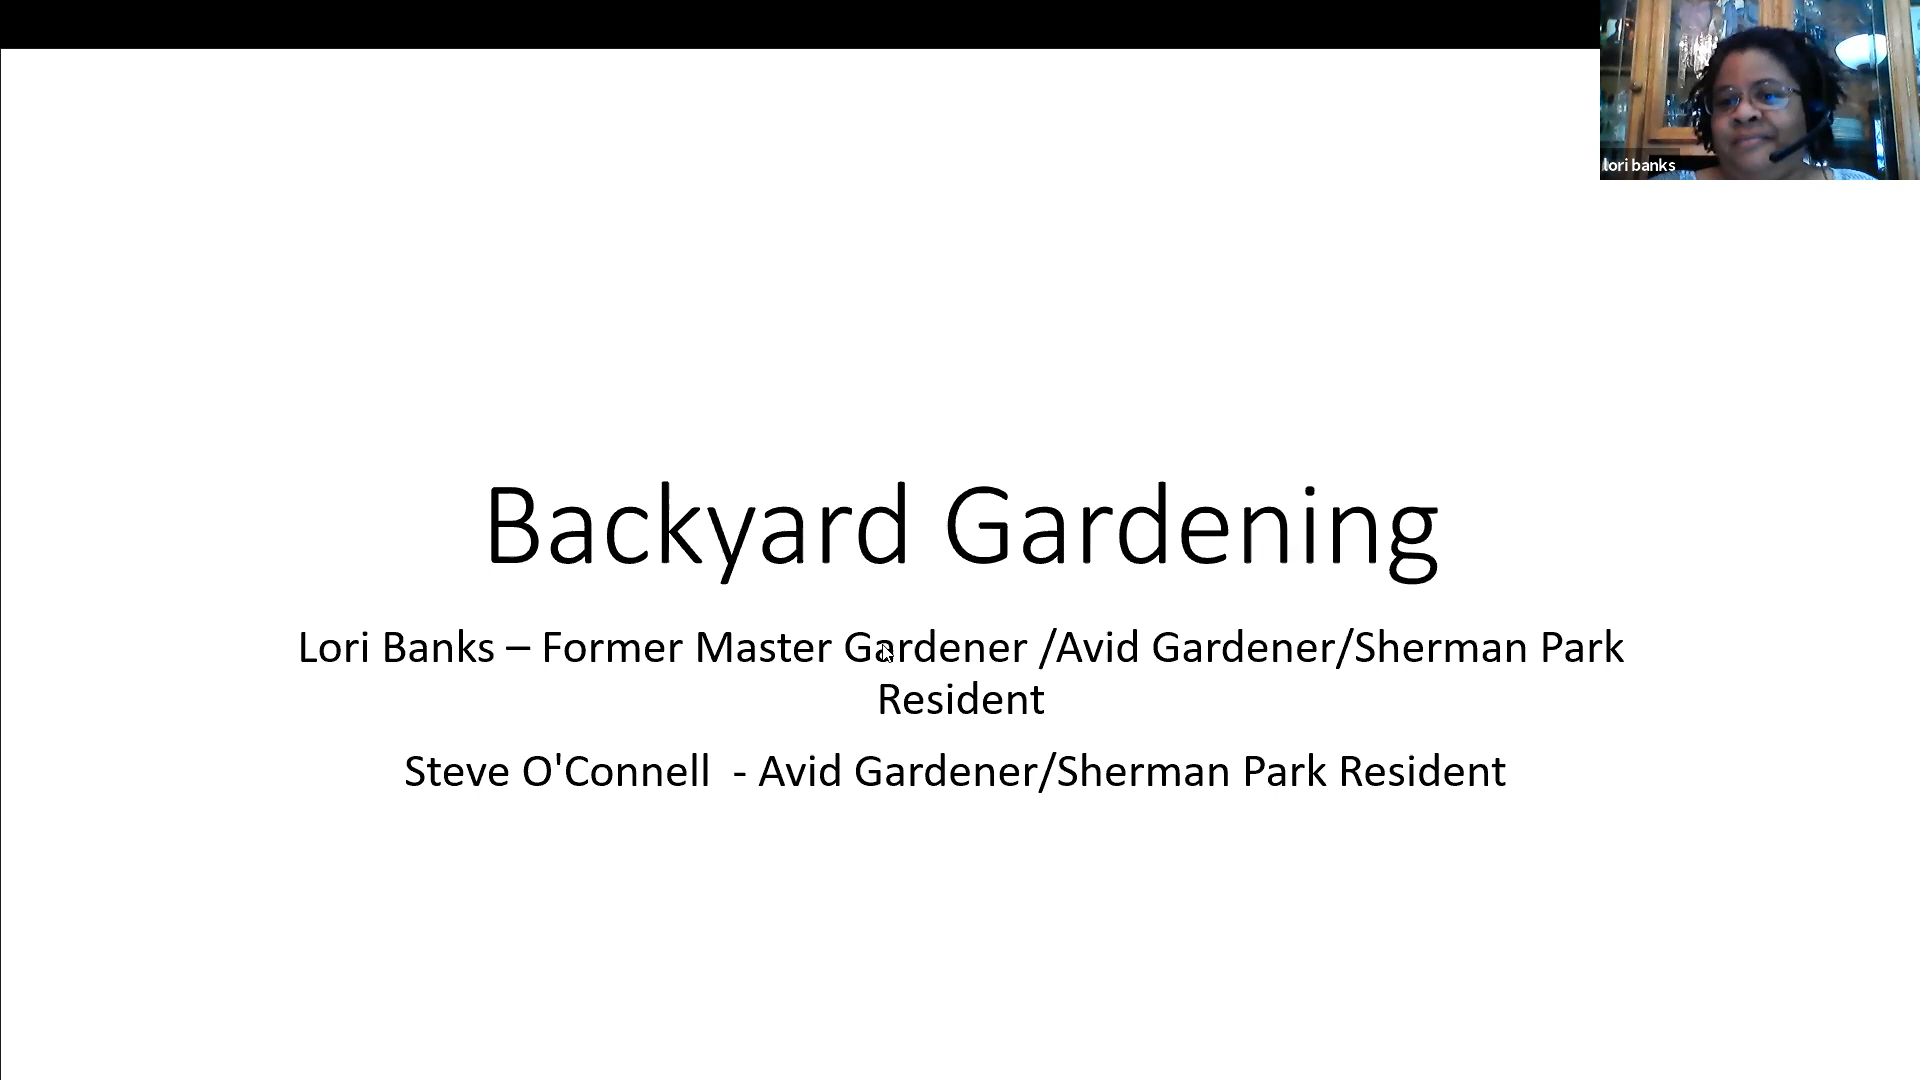 lori banks
Backyard Gardening
Lori Banks – Former Master Gardener /Avid Gardener/Sherman Park
Resident
Steve O'Connell  - Avid Gardener/Sherman Park Resident